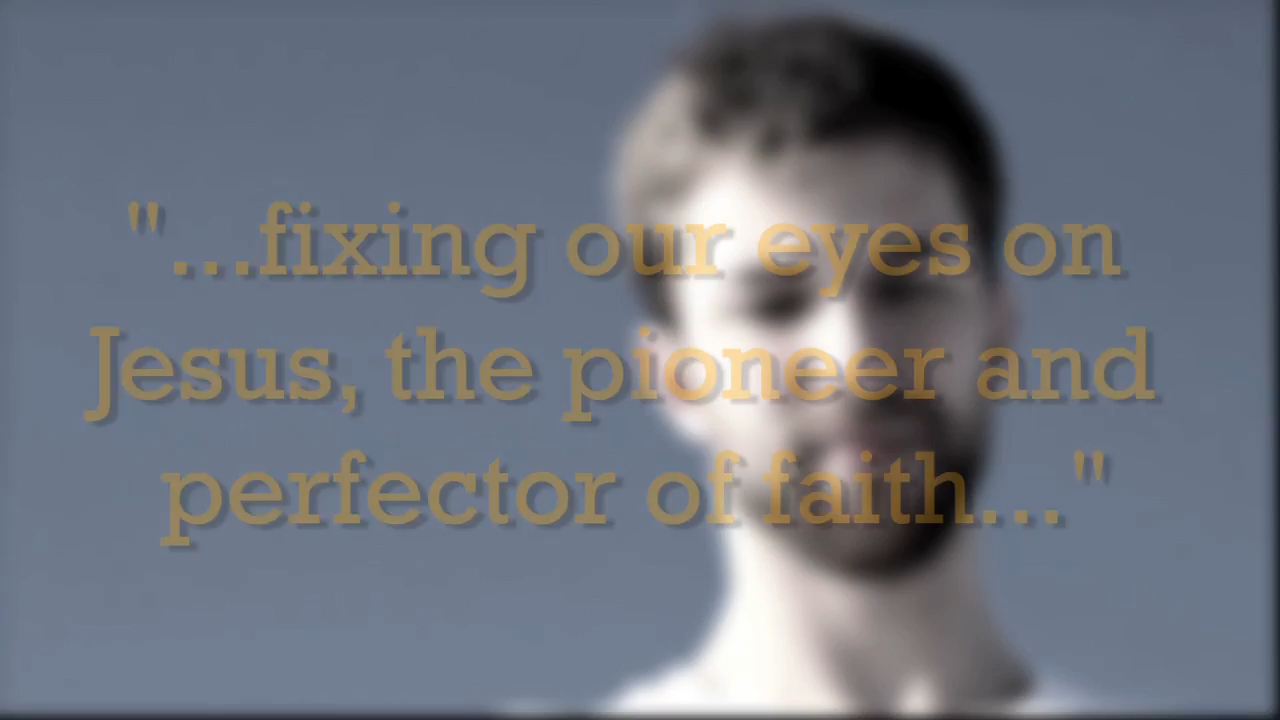 "...fixing our eyes on
Jesus, the pioneer and
perfector of faith..."